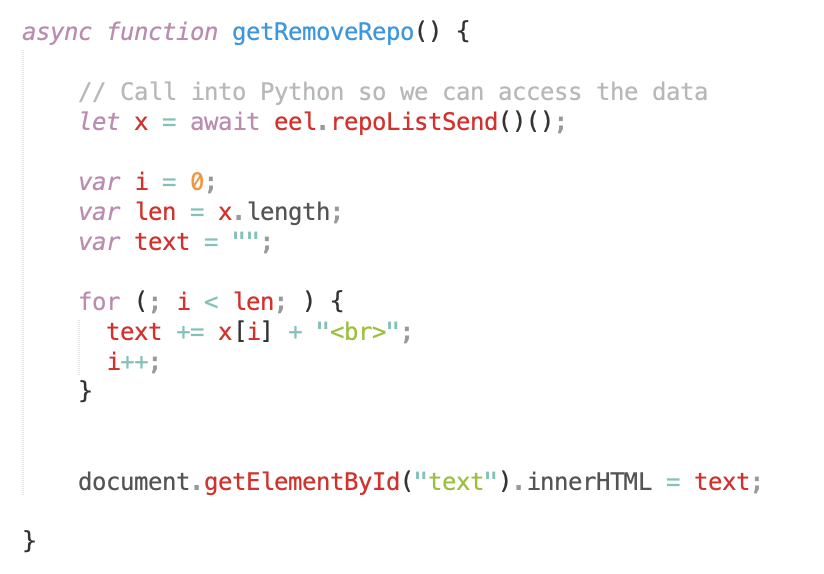 async function getRemoveRepo() {
// Call into Python so we can access the data
let x = await eel.repoListSend()();
var i = 0;
var len = x.length;
var text = "";
for (; i < len; ) {
text += x[i] + "<br>";
i++;
}
document.getElementById("text").innerHTML = text;
}